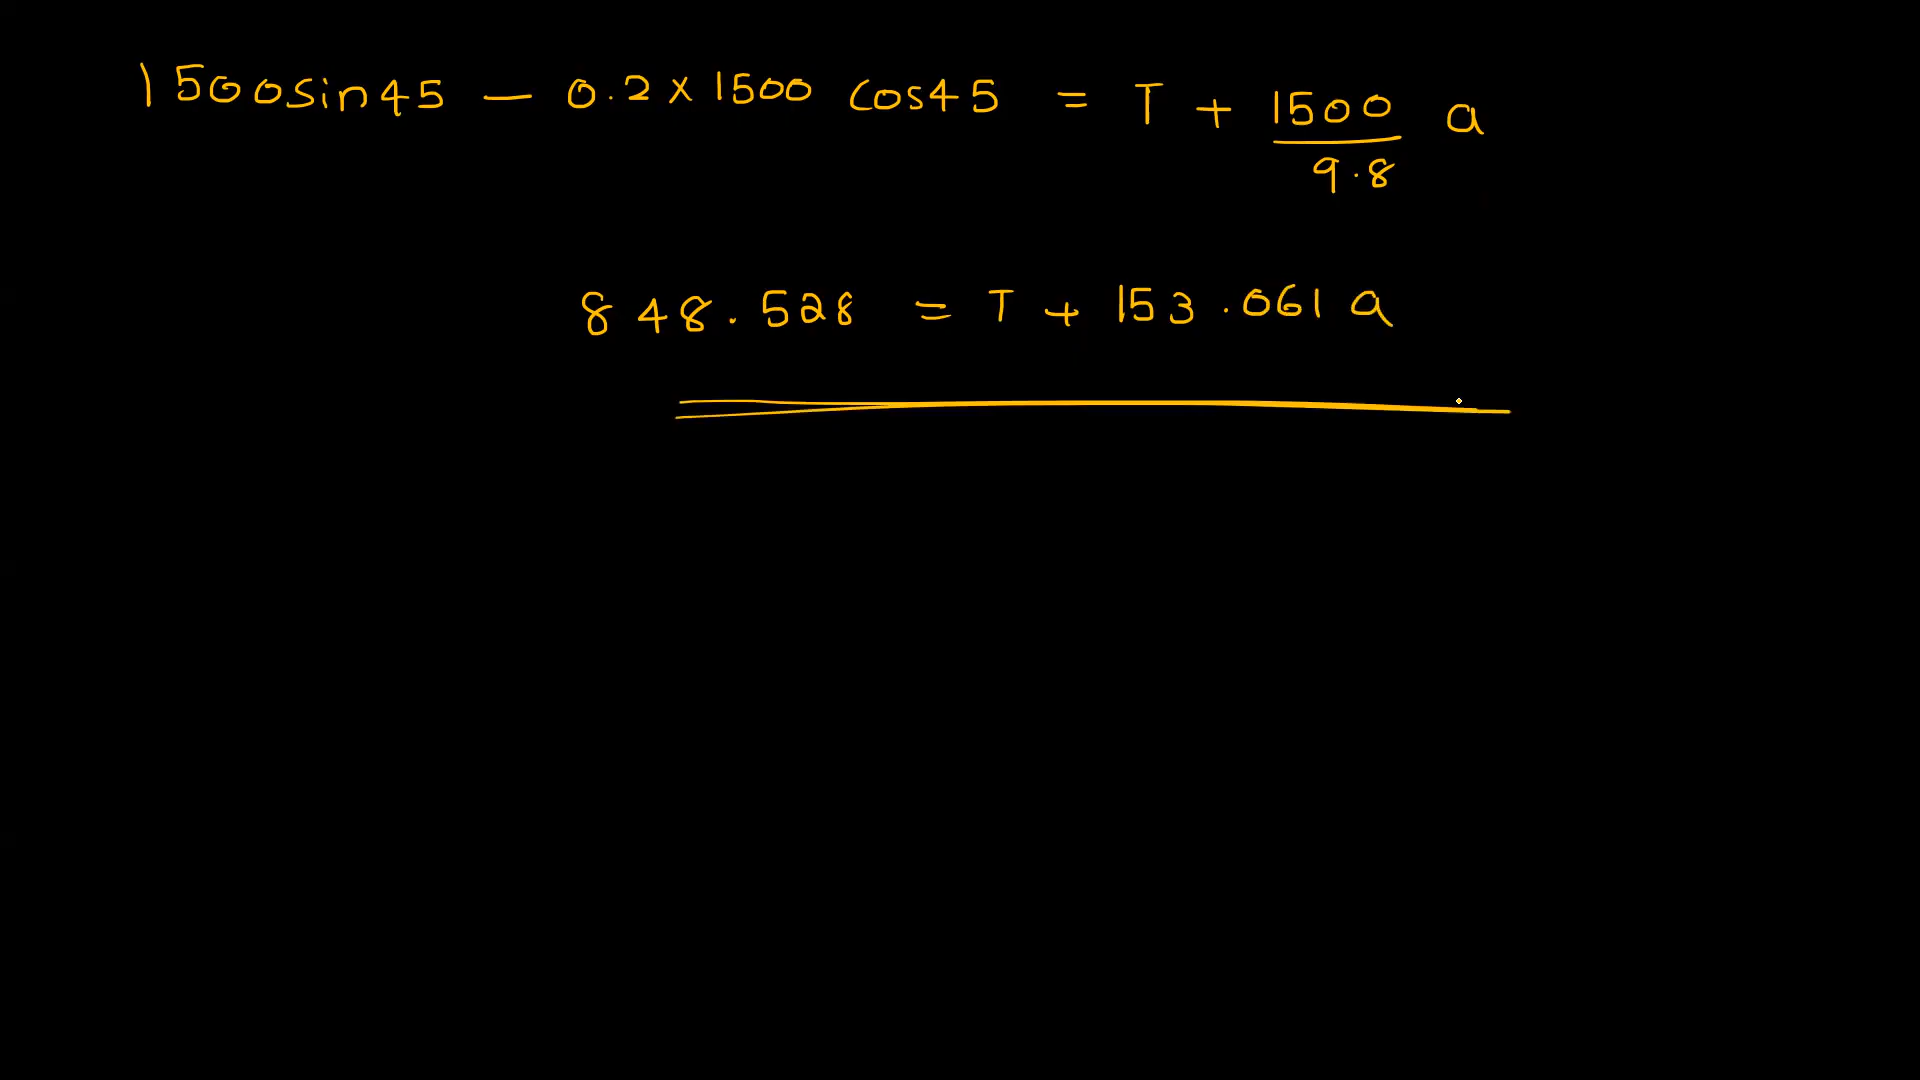 1500sin45 — 0.2 x 1500 cos45 = T + 1500/9.8 a
848.528 = T + 153.061 a